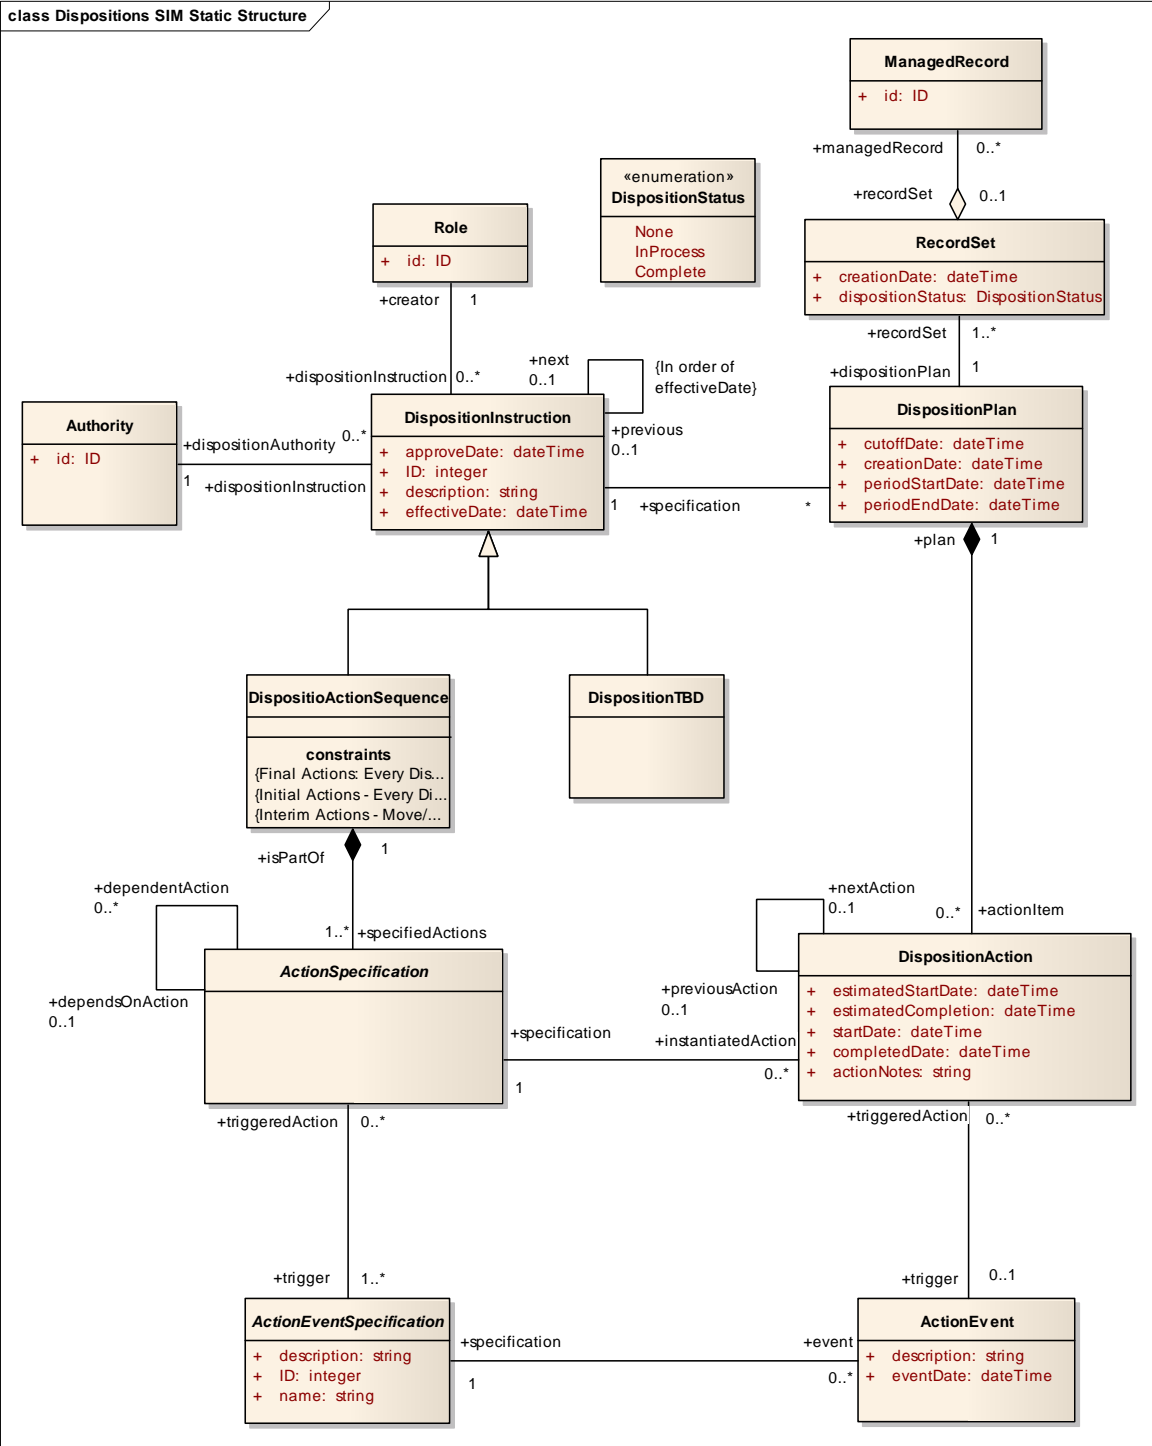 class Dispositions SIM Static Structure
ManagedRecord
+ id: ID
+managedRecord 0..*
+recordSet 0..1
«enumeration»
DispositionStatus
None
InProcess
Complete
RecordSet
+ creationDate: dateTime
+ dispositionStatus: DispositionStatus
+recordSet 1..*
+dispositionPlan 1
Role
+ id: ID
+creator 1
+dispositionInstruction 0..*
+next
0..1
{In order of
effectiveDate}
+previous
0..1
Authority
+ id: ID
+dispositionAuthority 0..*
1 +dispositionInstruction
DispositionInstruction
+ approveDate: dateTime
+ ID: integer
+ description: string
+ effectiveDate: dateTime
1 +specification *
DispositionPlan
+ cutoffDate: dateTime
+ creationDate: dateTime
+ periodStartDate: dateTime
+ periodEndDate: dateTime
+plan 1
DispositioActionSequence
constraints
{Final Actions: Every Dis...
{Initial Actions - Every Di...
{Interim Actions - Move/...
DispositionTBD
+isPartOf 1
+dependentAction
0..*
1..* +specifiedActions
+dependsOnAction
0..1
ActionSpecification
+nextAction
0..1
0..* +actionItem
+previousAction
0..1
DispositionAction
+ estimatedStartDate: dateTime
+ estimatedCompletion: dateTime
+ startDate: dateTime
+ completedDate: dateTime
+ actionNotes: string
+specification
1
+instantiatedAction
0..*
+triggeredAction 0..*
+triggeredAction 0..*
+trigger 1..*
+trigger 0..1
ActionEventSpecification
+ description: string
+ ID: integer
+ name: string
+specification
1
+event
0..*
ActionEvent
+ description: string
+ eventDate: dateTime